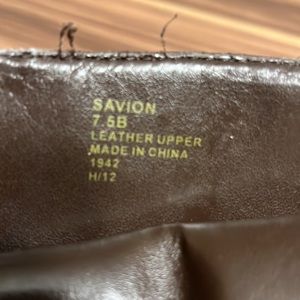 SAVION
7.5B
LEATHER UPPER
MADE IN CHINA
1942
H/12